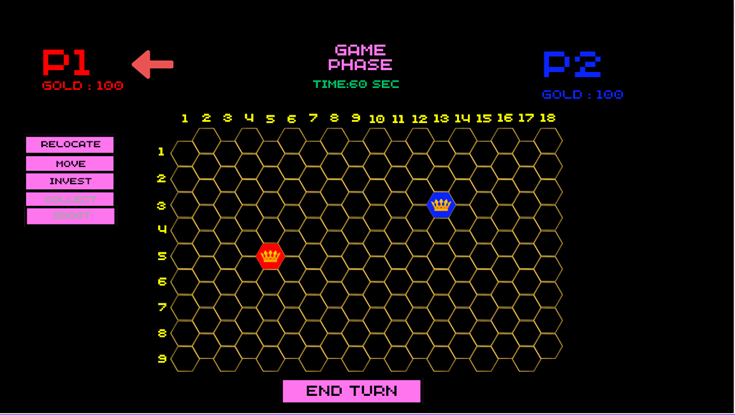 P1
GOLD : 100
GAME
PHASE
TIME:60 SEC
P2
GOLD : 100
1 2 3 4 5 6 7 8 9 10 11 12 13 14 15 16 17 18
RELOCATE
MOVE
INVEST
COLLECT
SHOOT
1
2
3
4
5
6
7
8
9
END TURN